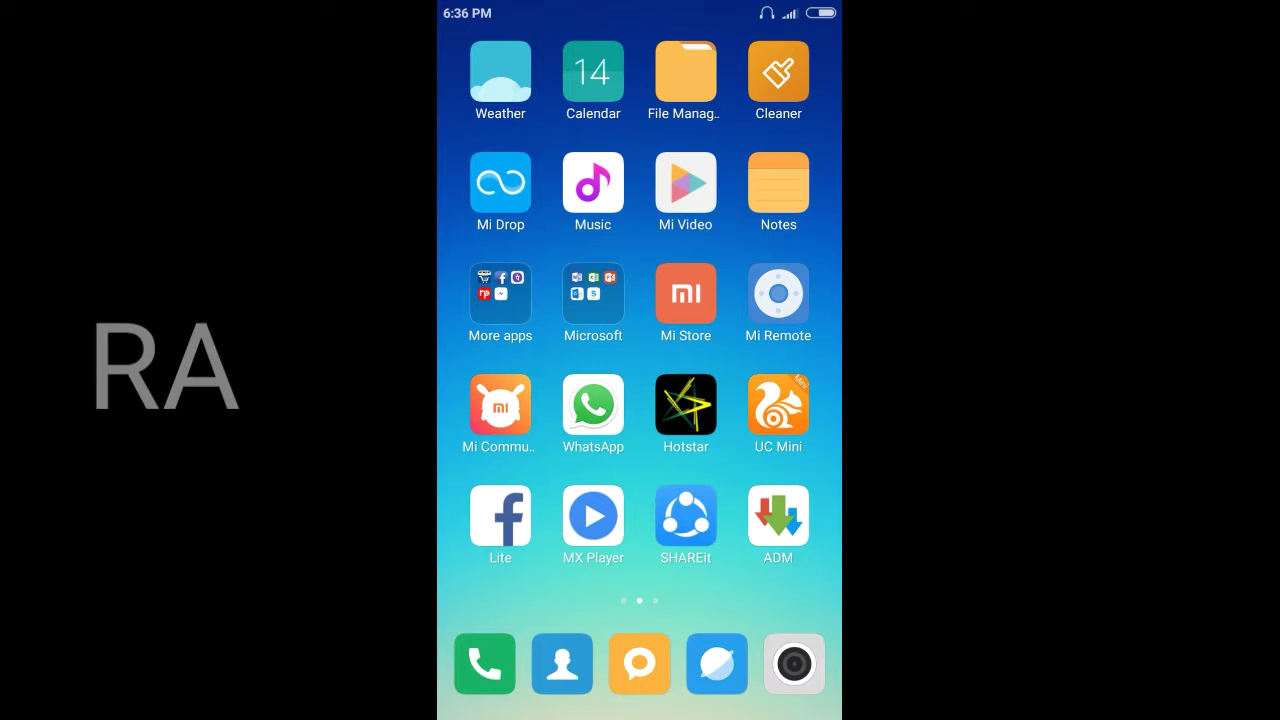 6:36 PM
14
Weather Calendar File Manag.. Cleaner
Mi Drop Music Mi Video Notes
More apps Microsoft Mi Store Mi Remote
RA
Mini
Mi Commu.. WhatsApp Hotstar UC Mini
Lite MX Player SHAREit ADM